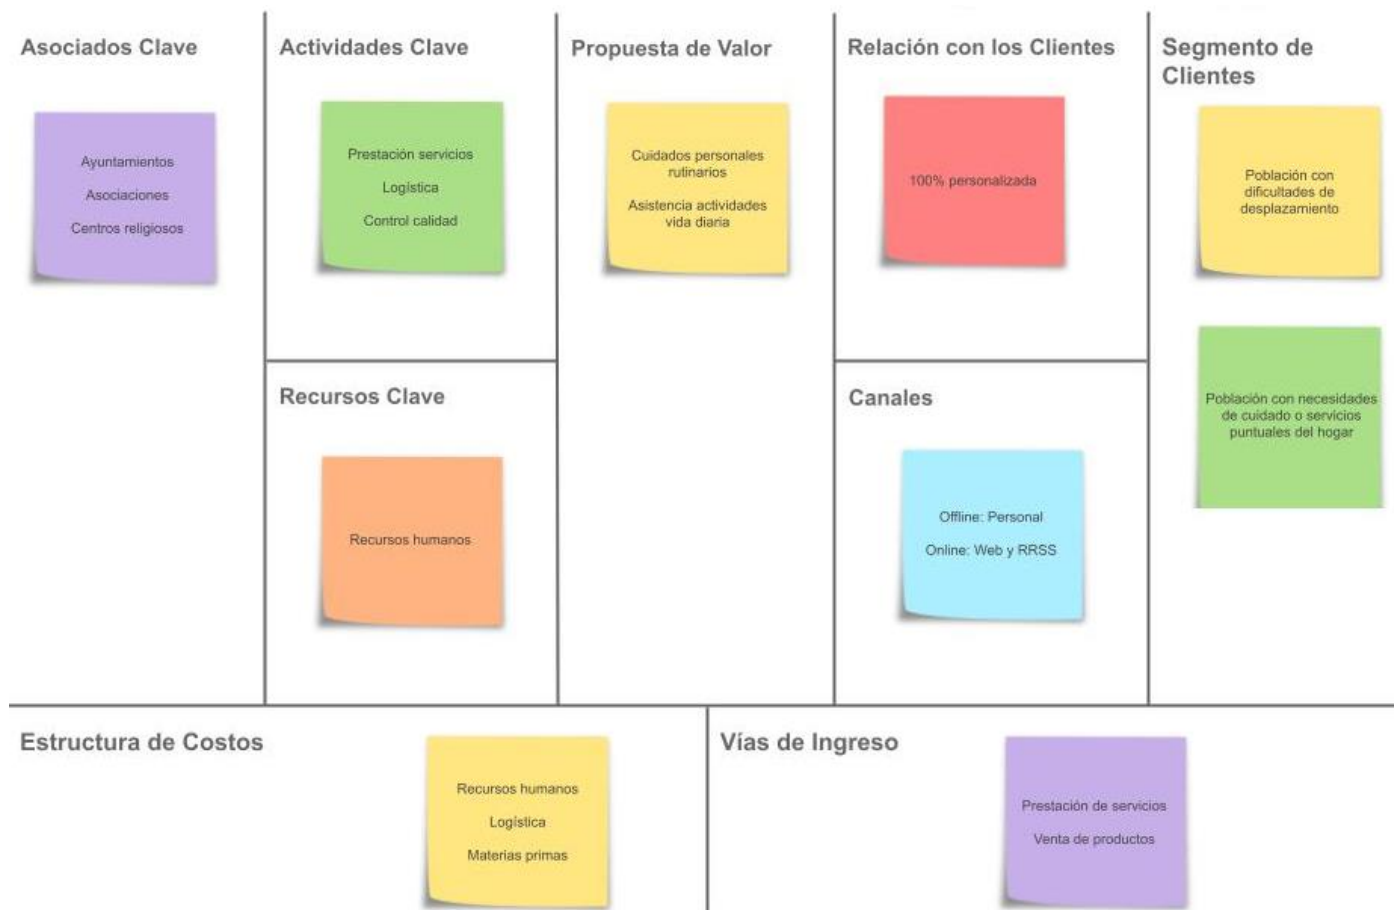 Asociados Clave
Ayuntamientos
Asociaciones
Centros religiosos
Actividades Clave
Prestación servicios
Logística
Control calidad
Recursos Clave
Recursos humanos
Propuesta de Valor
Cuidados personales
rutinarios
Asistencia actividades
vida diaria
Relación con los Clientes
100% personalizada
Canales
Offline: Personal
Online: Web y RRSS
Segmento de
Clientes
Población con
dificultades de
desplazamiento
Población con necesidades
de cuidado o servicios
puntuales del hogar
Estructura de Costos
Recursos humanos
Logística
Materias primas
Vías de Ingreso
Prestación de servicios
Venta de productos